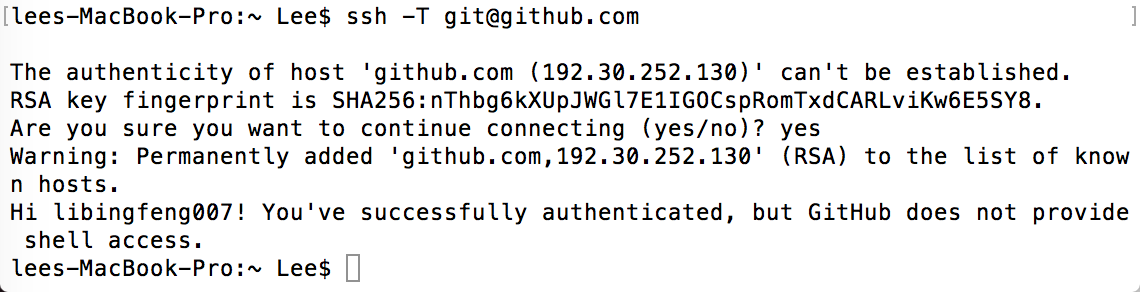 [lees-MacBook-Pro:~ Lee$ ssh -T git@github.com ]
The authenticity of host 'github.com (192.30.252.130)' can't be established.
RSA key fingerprint is SHA256:nThbg6kXUpJWGl7E1IGOCspRomTxdCARLviKw6E5SY8.
Are you sure you want to continue connecting (yes/no)? yes
Warning: Permanently added 'github.com,192.30.252.130' (RSA) to the list of know
n hosts.
Hi libingfeng007! You've successfully authenticated, but GitHub does not provide
 shell access.
lees-MacBook-Pro:~ Lee$